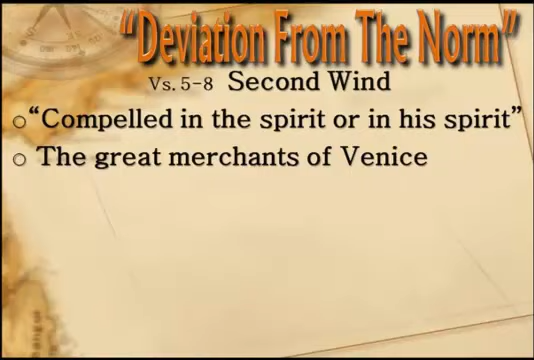 “Deviation From The Norm”
Vs. 5-8 Second Wind
“Compelled in the spirit or in his spirit”
The great merchants of Venice